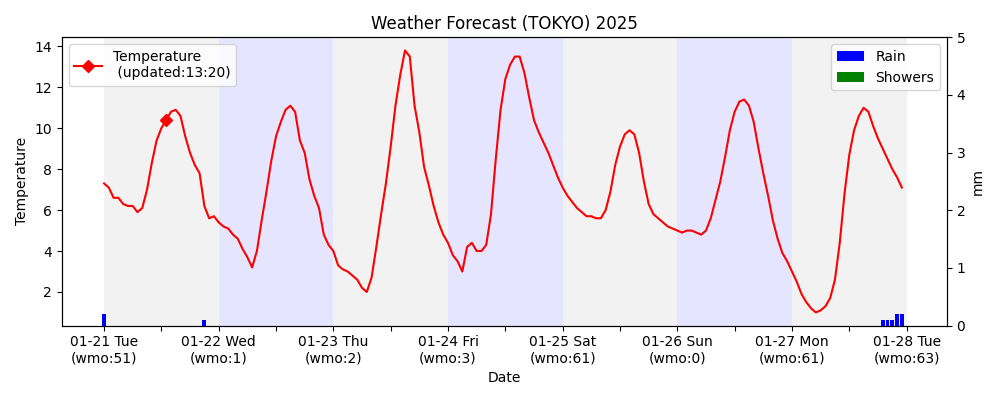 Weather Forecast (TOKYO) 2025
Temperature
(updated:13:20)
Rain
Showers
14
12
10
8
6
4
2
Temperature
5
4
3
2
1
0
mm
01-21 Tue
(wmo:51)
01-22 Wed
(wmo:1)
01-23 Thu
(wmo:2)
01-24 Fri
(wmo:3)
01-25 Sat
(wmo:61)
01-26 Sun
(wmo:0)
01-27 Mon
(wmo:61)
01-28 Tue
(wmo:63)
Date